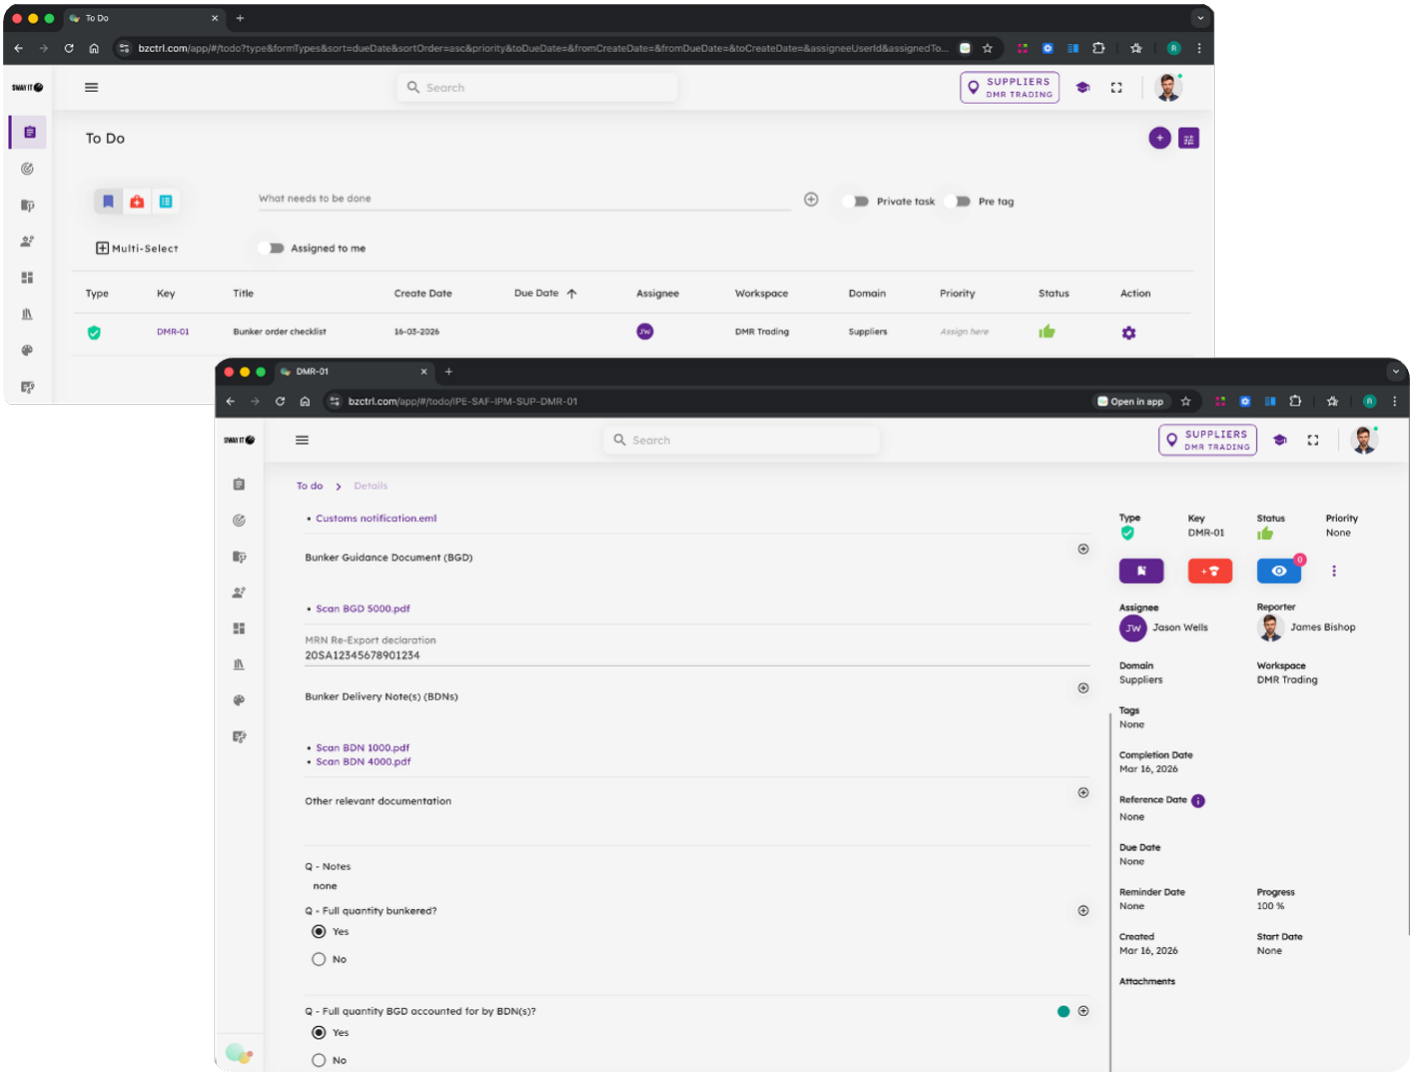 To Do
bzctrl.com/app/#/todo?type&formTypes&sort=dueDate&sortOrder=asc&priority&toDueDate=&fromCreateDate=&fromDueDate=&toCreateDate=&assigneeUserId&assignedTo...
SWAY IT
Search
SUPPLIERS
DMR TRADING
To Do
What needs to be done
Private task
Pre tag
Multi-Select
Assigned to me
Type Key Title Create Date Due Date Assignee Workspace Domain Priority Status Action
DMR-01 Bunker order checklist 16-03-2026 JW DMR Trading Suppliers Assign here
DMR-01
bzctrl.com/app/#/todo/IPE-SAF-IPM-SUP-DMR-01
Open in app
R
SWAY IT
Search
SUPPLIERS
DMR TRADING
To do > Details
Customs notification.eml
Bunker Guidance Document (BGD)
Scan BGD 5000.pdf
MRN Re-Export declaration
20SA12345678901234
Bunker Delivery Note(s) (BDNs)
Scan BDN 1000.pdf
Scan BDN 4000.pdf
Other relevant documentation
Q - Notes
none
Q - Full quantity bunkered?
Yes
No
Q - Full quantity BGD accounted for by BDN(s)?
Yes
No
Type Key Status Priority
DMR-01 None
0
Assignee Reporter
JW Jason Wells James Bishop
Domain Workspace
Suppliers DMR Trading
Tags
None
Completion Date
Mar 16, 2026
Reference Date
None
Due Date
None
Reminder Date Progress
None 100 %
Created Start Date
Mar 16, 2026 None
Attachments